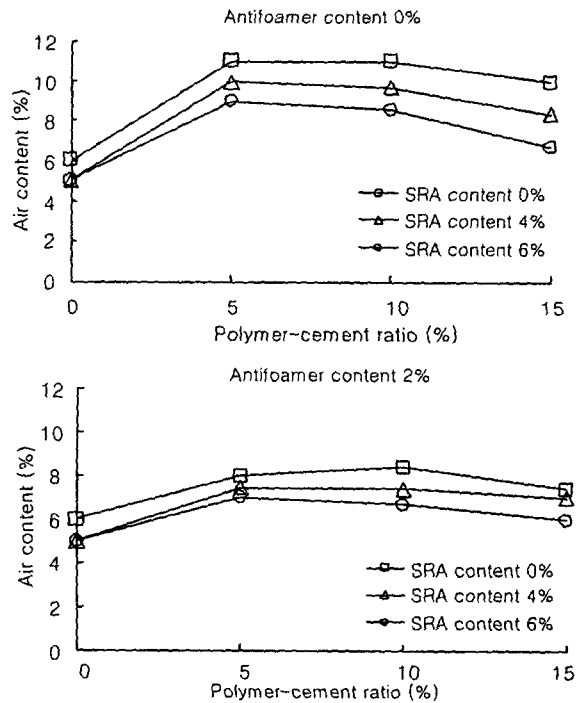 Antifoamer content 0%
12
10
8
6
4
2
0
Air content (%)
SRA content 0%
SRA content 4%
SRA content 6%
0 5 10 15
Polymer-cement ratio (%)
Antifoamer content 2%
12
10
8
6
4
2
0
Air content (%)
SRA content 0%
SRA content 4%
SRA content 6%
0 5 10 15
Polymer-cement ratio (%)